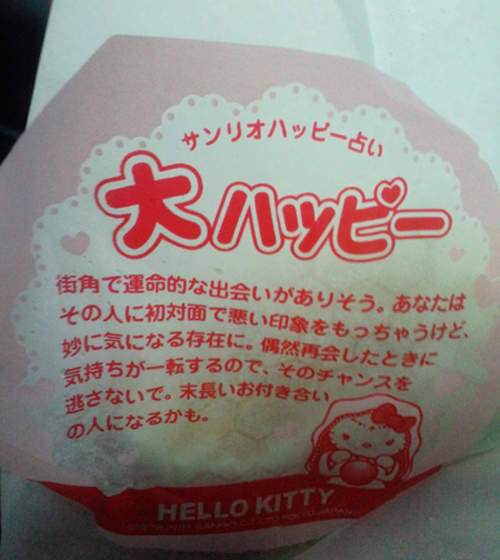 サンリオハッピー占い
大ハッピー
街角で運命的な出会いがありそう。あなたは
その人に初対面で悪い印象をもっちゃうけど、
妙に気になる存在に。偶然再会したときに
気持ちが一転するので、そのチャンスを
逃さないで。末長いお付き合い
の人になるかも。
HELLO KITTY